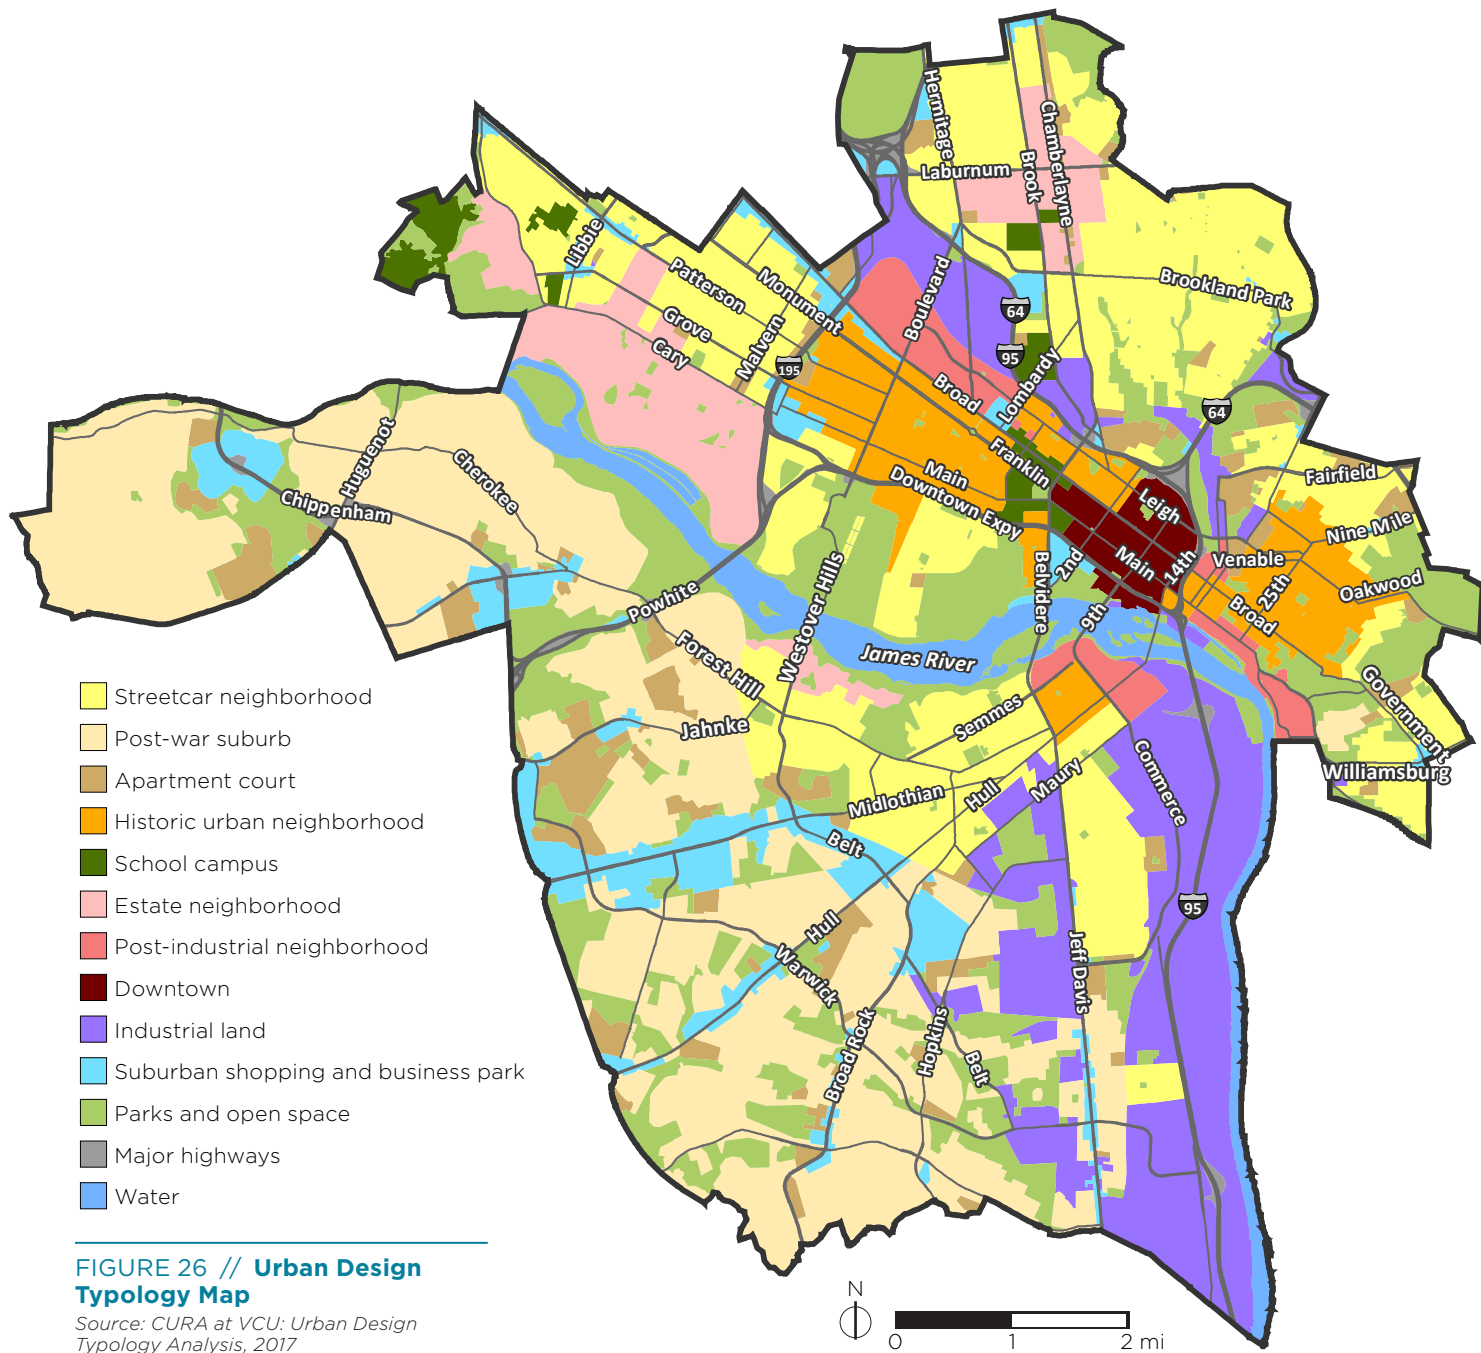 Hermitage
Chamberlayne
Brook
Laburnum
Libbie
Patterson
Monument
Boulevard
Brookland Park
64
Grove
Malvern
Cary
195
95
Lombardy
Broad
64
Huguenot
Cherokee
Chippenham
Franklin
Main
Downtown Expy
Leigh
Fairfield
Nine Mile
Main
14th
Venable
2nd
Belvidere
9th
25th
Broad
Oakwood
Powhite
Westover Hills
Forest Hill
James River
Government
Jahnke
Semmes
Williamsburg
Midlothian
Hull
Maury
Commerce
Belt
95
Hull
Warwick
Jeff Davis
Broad Rock
Hopkins
Belt
Streetcar neighborhood
Post-war suburb
Apartment court
Historic urban neighborhood
School campus
Estate neighborhood
Post-industrial neighborhood
Downtown
Industrial land
Suburban shopping and business park
Parks and open space
Major highways
Water
FIGURE 26 // Urban Design
Typology Map
Source: CURA at VCU: Urban Design
Typology Analysis, 2017
N
0 1 2 mi